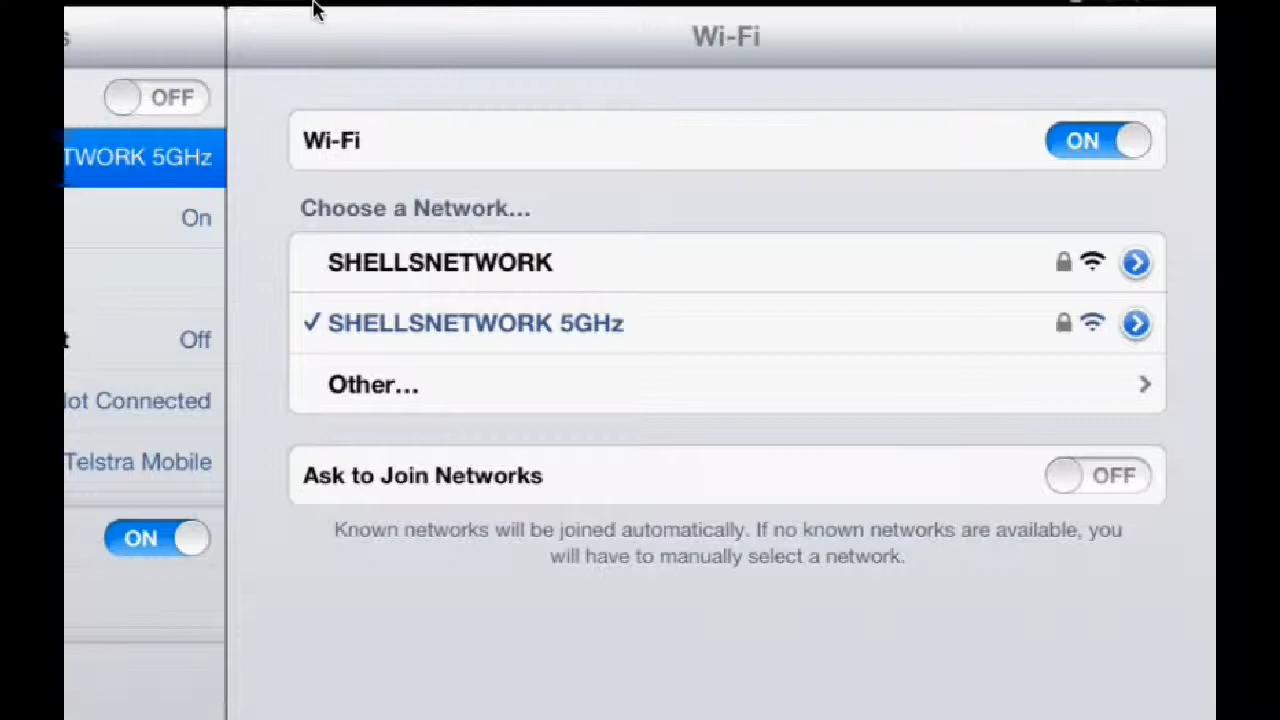 s
Wi-Fi
OFF
TWORK 5GHz
On
t Off
ot Connected
Telstra Mobile
ON
Wi-Fi ON
Choose a Network...
SHELLSNETWORK
✓ SHELLSNETWORK 5GHz
Other...
Ask to Join Networks OFF
Known networks will be joined automatically. If no known networks are available, you
will have to manually select a network.